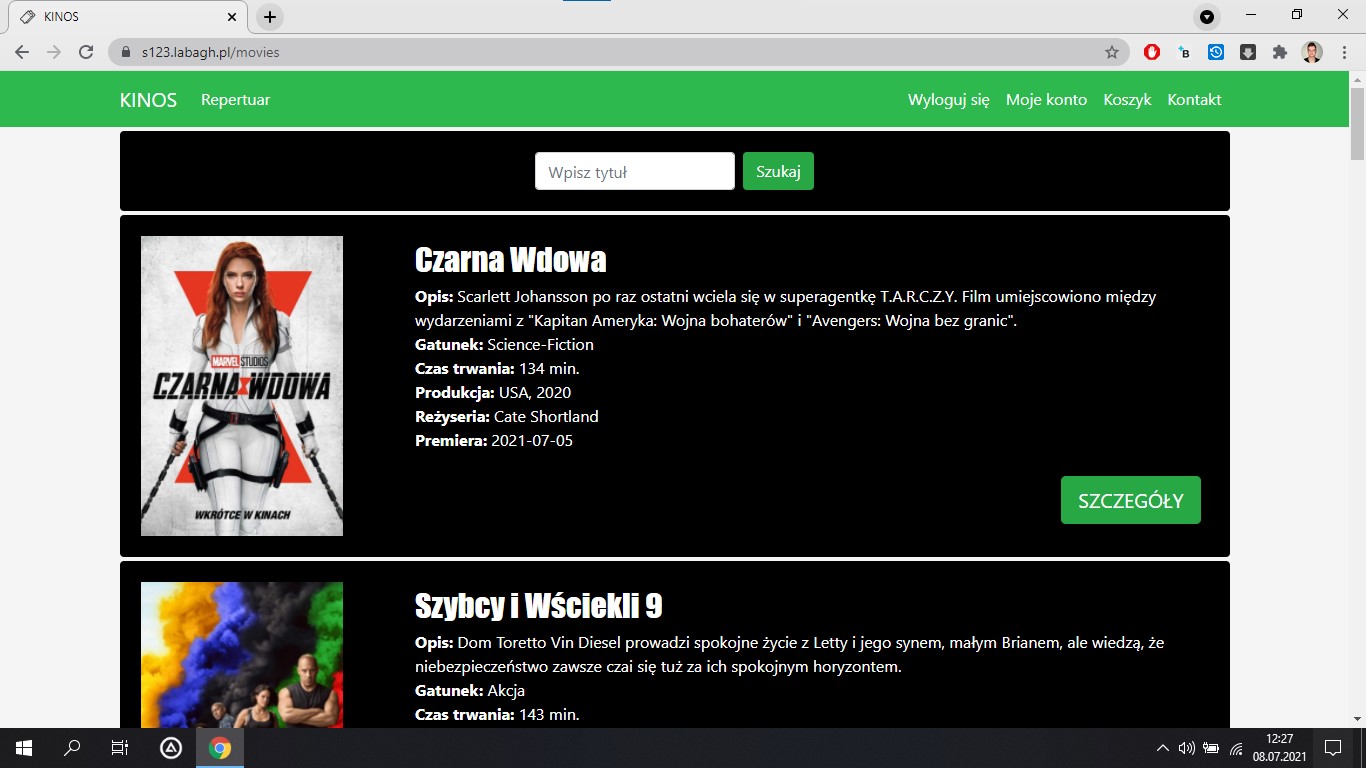 KINOS
s123.labagh.pl/movies
KINOS Repertuar Wyloguj się Moje konto Koszyk Kontakt
Wpisz tytuł Szukaj
MARVEL STUDIOS
CZARNA WDOWA
WKRÓTCE W KINACH
Czarna Wdowa
Opis: Scarlett Johansson po raz ostatni wciela się w superagentkę T.A.R.C.Z.Y. Film umiejscowiono między
wydarzeniami z "Kapitan Ameryka: Wojna bohaterów" i "Avengers: Wojna bez granic".
Gatunek: Science-Fiction
Czas trwania: 134 min.
Produkcja: USA, 2020
Reżyseria: Cate Shortland
Premiera: 2021-07-05
SZCZEGÓŁY
Szybcy i Wściekli 9
Opis: Dom Toretto Vin Diesel prowadzi spokojne życie z Letty i jego synem, małym Brianem, ale wiedzą, że
niebezpieczeństwo zawsze czai się tuż za ich spokojnym horyzontem.
Gatunek: Akcja
Czas trwania: 143 min.
12:27
08.07.2021